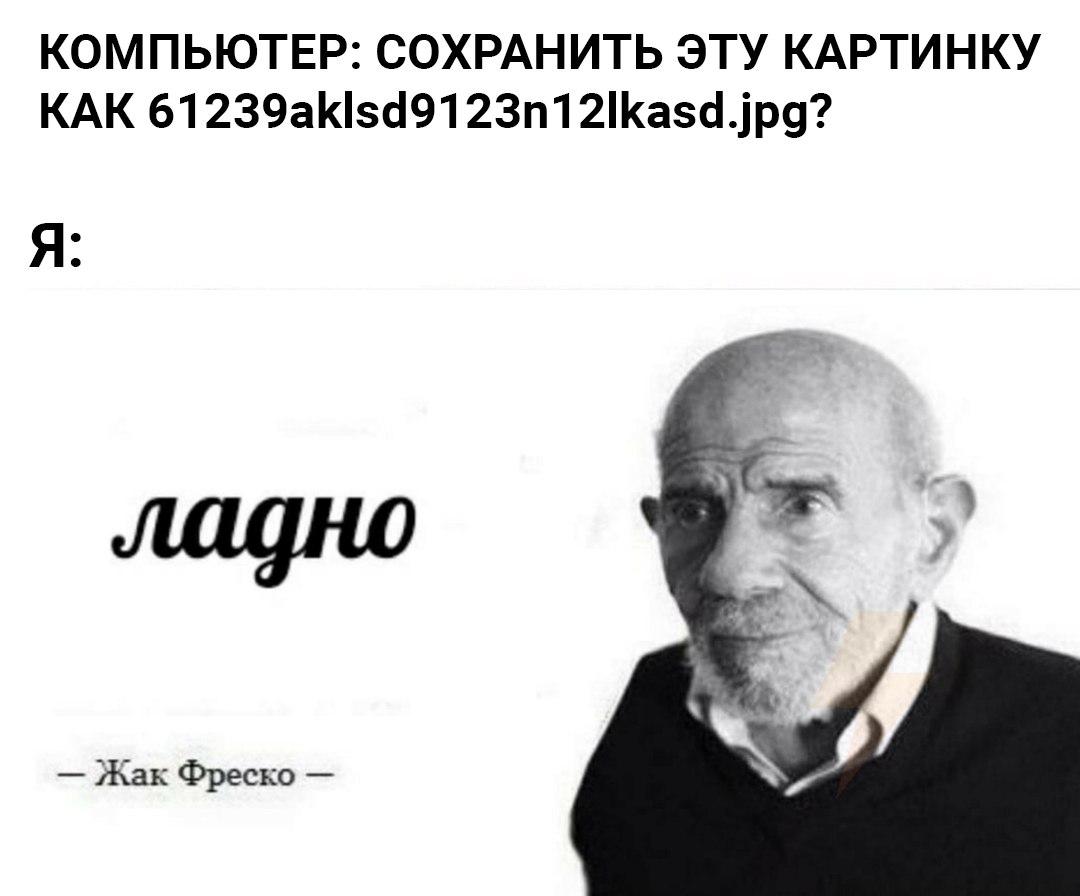 КОМПЬЮТЕР: СОХРАНИТЬ ЭТУ КАРТИНКУ
КАК 61239aklsd9123n12lkasd.jpg?
Я:
ладно
— Жак Фреско —